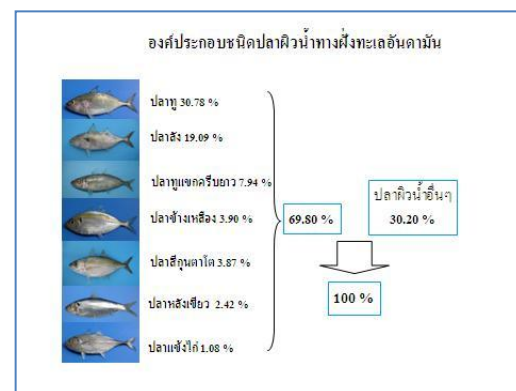 องค์ประกอบชนิดปลาผิวน้ำทางฝั่งทะเลอันดามัน
ปลาทู 30.78 %
ปลาลัง 19.09 %
ปลาทูแขกครีบยาว 7.94 %
ปลาข้างเหลือง 3.90 %
ปลาสีกุนตาโต 3.87 %
ปลาหลังเขียว 2.42 %
ปลาแข้งไก่ 1.08 %
69.80 %
ปลาผิวน้ำอื่นๆ
30.20 %
100 %